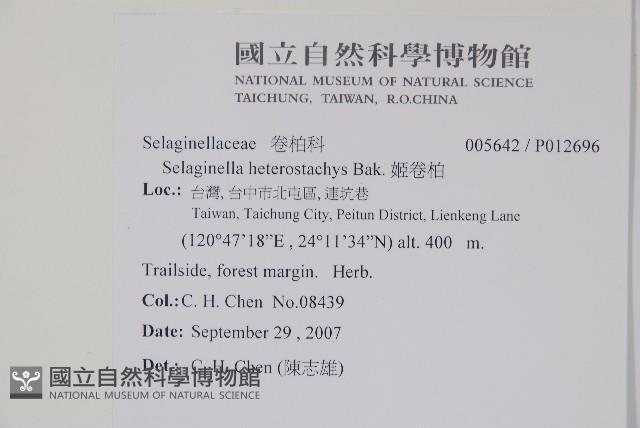 國立自然科學博物館
NATIONAL MUSEUM OF NATURAL SCIENCE
TAICHUNG, TAIWAN, R.O.CHINA
Selaginellaceae 卷柏科 005642 / P012696
Selaginella heterostachys Bak. 姬卷柏
Loc.: 台灣, 台中市北屯區, 連坑巷
Taiwan, Taichung City, Peitun District, Lienkeng Lane
(120°47'18”E , 24°11'34”N) alt. 400 m.
Trailside, forest margin. Herb.
Col.: C. H. Chen No.08439
Date: September 29 , 2007
Det.: C. H. Chen (陳志雄)
國立自然科學博物館
NATIONAL MUSEUM OF NATURAL SCIENCE